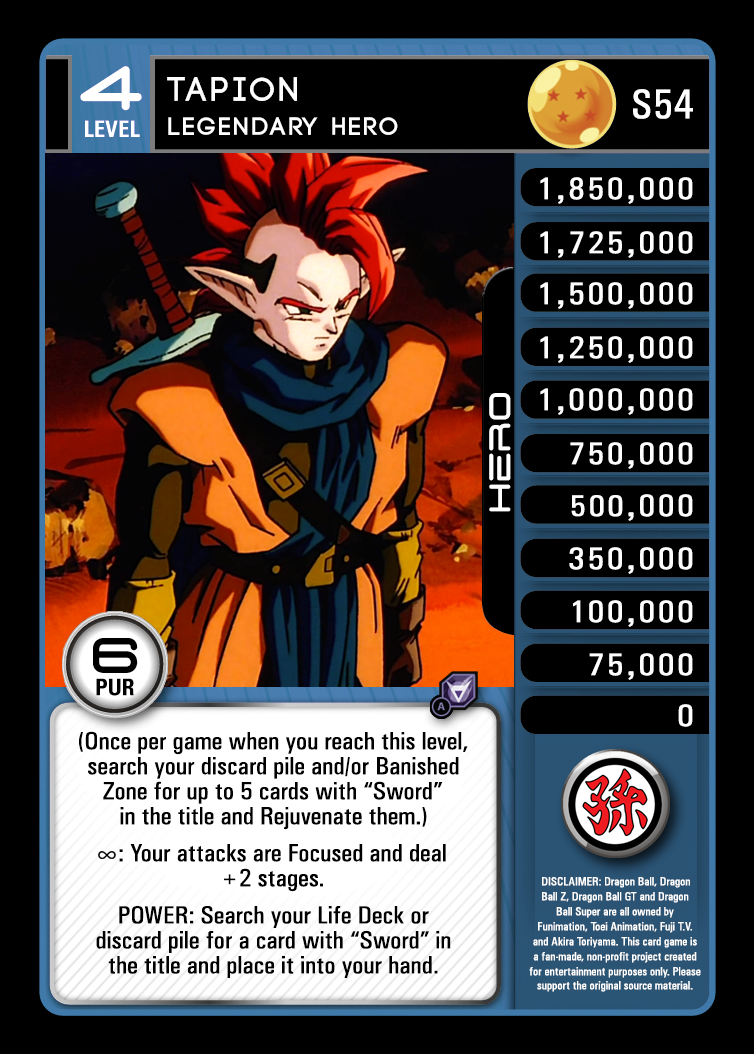 4
LEVEL
TAPION
LEGENDARY HERO
S54
1,850,000
1,725,000
1,500,000
1,250,000
1,000,000
750,000
500,000
350,000
100,000
75,000
0
HERO
6
PUR
A
(Once per game when you reach this level,
search your discard pile and/or Banished
Zone for up to 5 cards with “Sword”
in the title and Rejuvenate them.)
∞: Your attacks are Focused and deal
+2 stages.
POWER: Search your Life Deck or
discard pile for a card with “Sword” in
the title and place it into your hand.
孫
DISCLAIMER: Dragon Ball, Dragon
Ball Z, Dragon Ball GT and Dragon
Ball Super are all owned by
Funimation, Toei Animation, Fuji T.V.
and Akira Toriyama. This card game is
a fan-made, non-profit project created
for entertainment purposes only. Please
support the original source material.